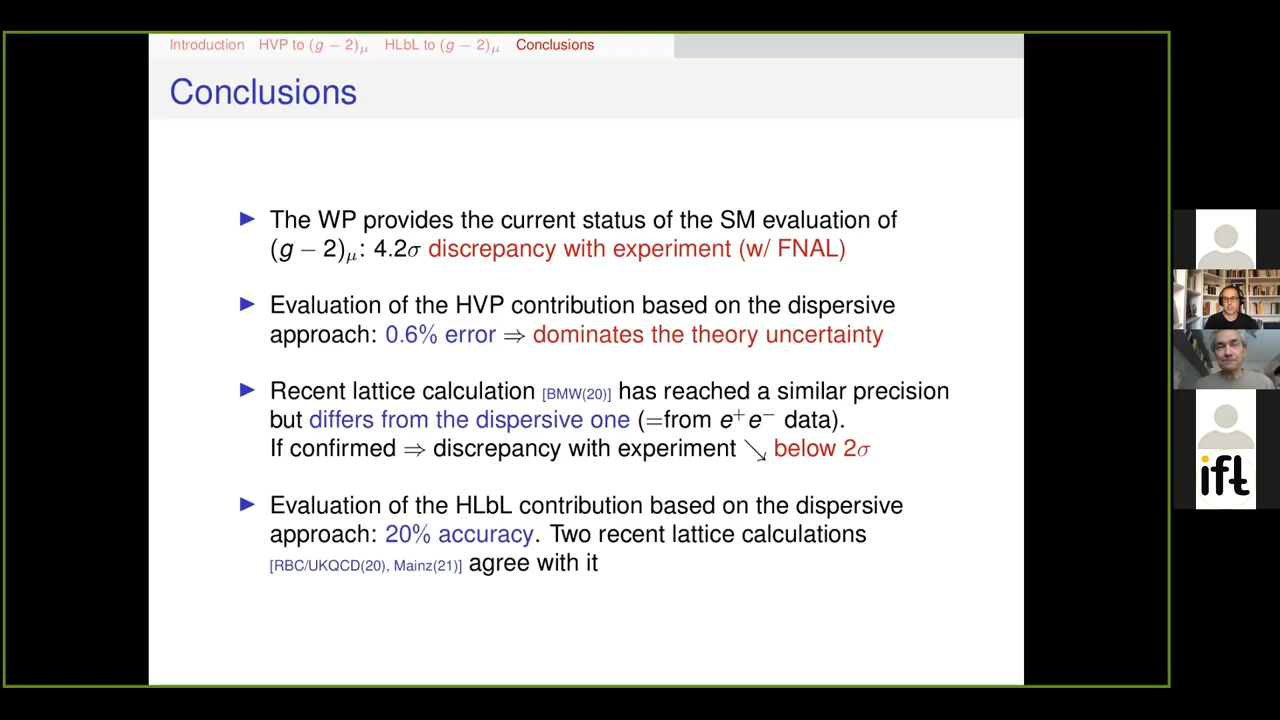 Introduction HVP to (g − 2)μ HLbL to (g − 2)μ Conclusions
Conclusions
▶ The WP provides the current status of the SM evaluation of
(g − 2)μ: 4.2σ discrepancy with experiment (w/ FNAL)
▶ Evaluation of the HVP contribution based on the dispersive
approach: 0.6% error ⇒ dominates the theory uncertainty
▶ Recent lattice calculation [BMW(20)] has reached a similar precision
but differs from the dispersive one (=from e⁺e⁻ data).
If confirmed ⇒ discrepancy with experiment ↘ below 2σ
▶ Evaluation of the HLbL contribution based on the dispersive
approach: 20% accuracy. Two recent lattice calculations
[RBC/UKQCD(20), Mainz(21)] agree with it
ift